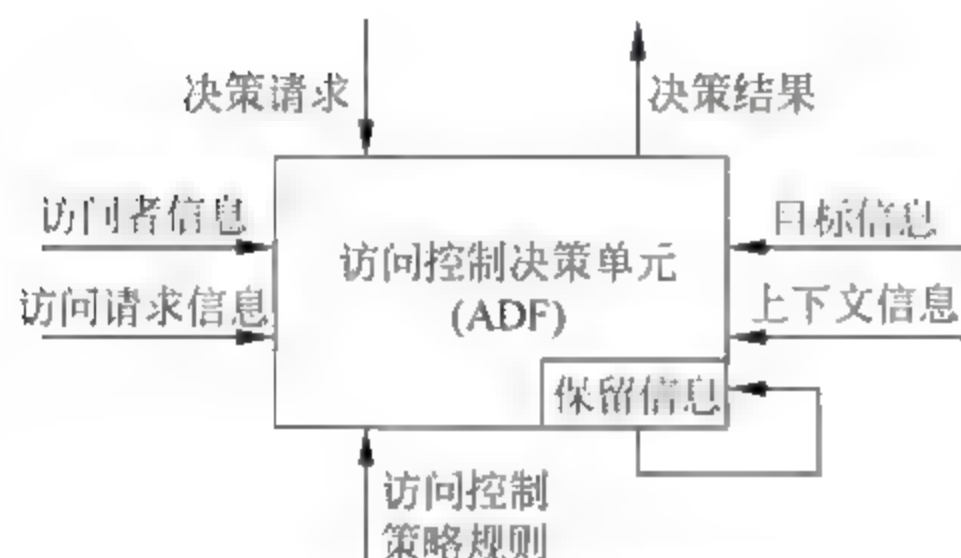 决策请求
决策结果
访问者信息
目标信息
访问控制决策单元
(ADF)
访问请求信息
上下文信息
保留信息
访问控制
策略规则